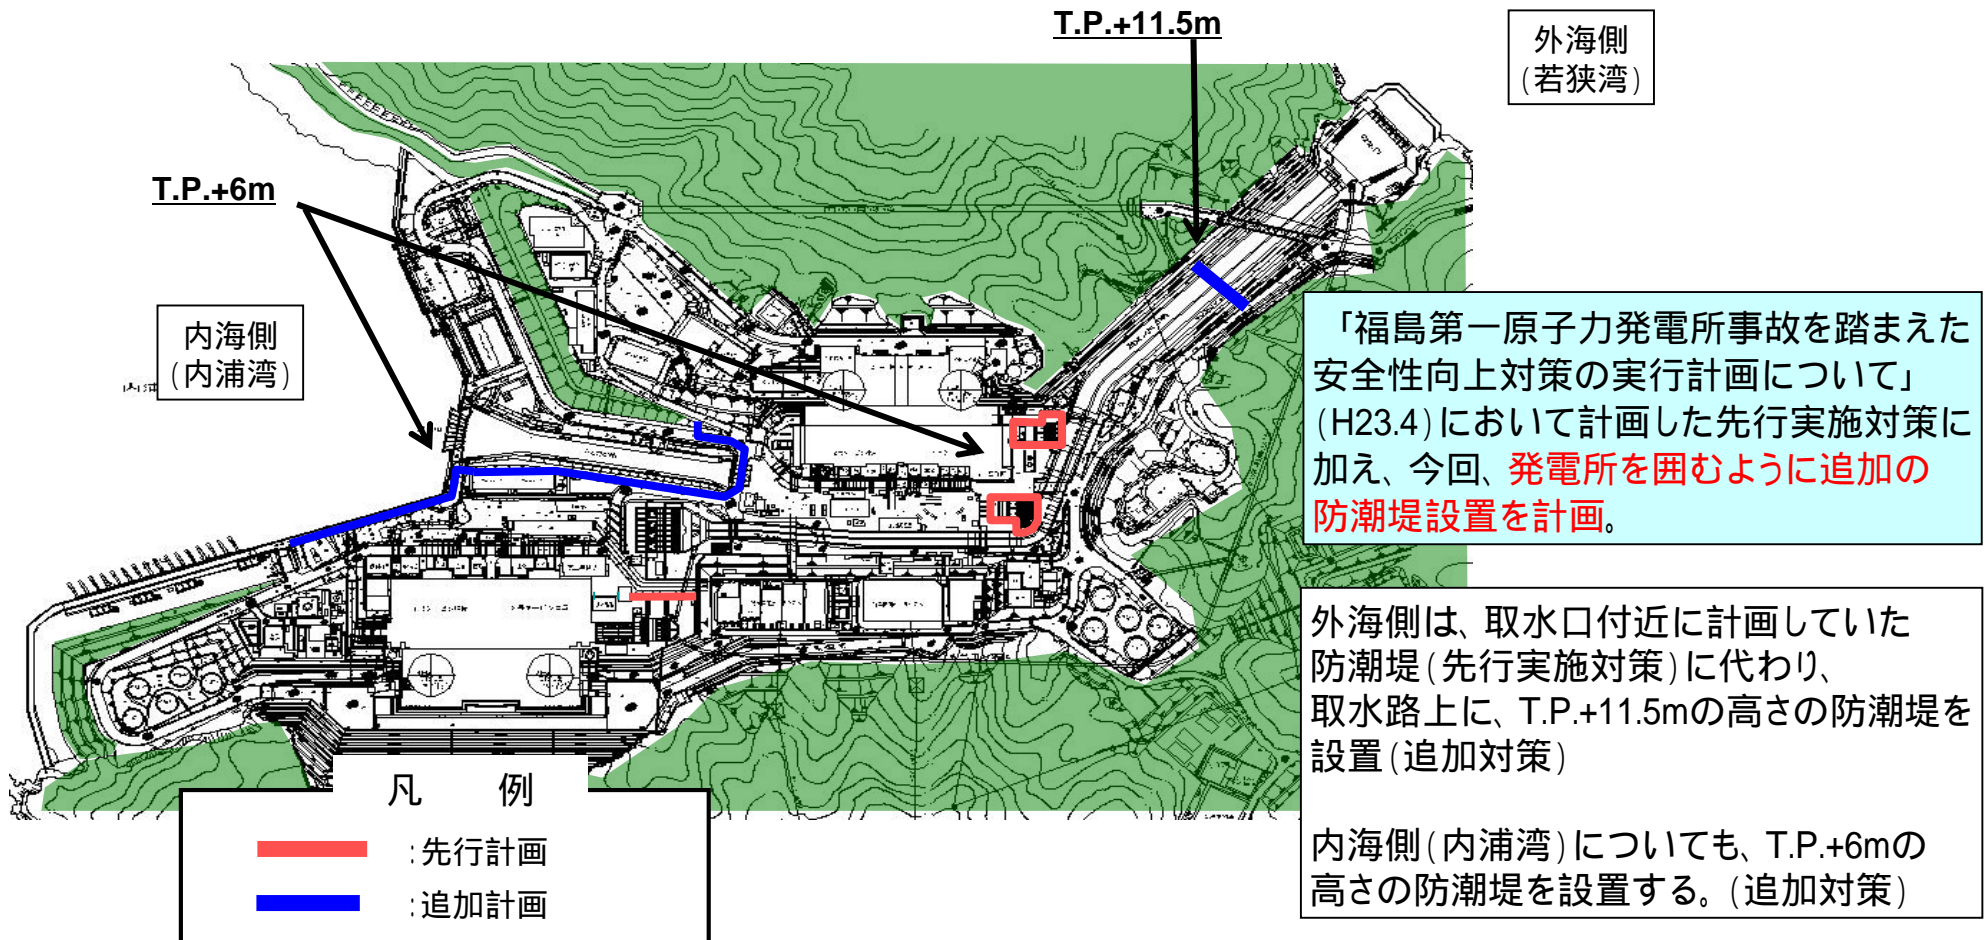 T.P.+11.5m
外海側
(若狭湾)
T.P.+6m
内海側
(内浦湾)
「福島第一原子力発電所事故を踏まえた
安全性向上対策の実行計画について」
(H23.4)において計画した先行実施対策に
加え、今回、発電所を囲むように追加の
防潮堤設置を計画。
外海側は、取水口付近に計画していた
防潮堤(先行実施対策)に代わり、
取水路上に、T.P.+11.5mの高さの防潮堤を
設置(追加対策)
内海側(内浦湾)についても、T.P.+6mの
高さの防潮堤を設置する。(追加対策)
凡 例
:先行計画
:追加計画